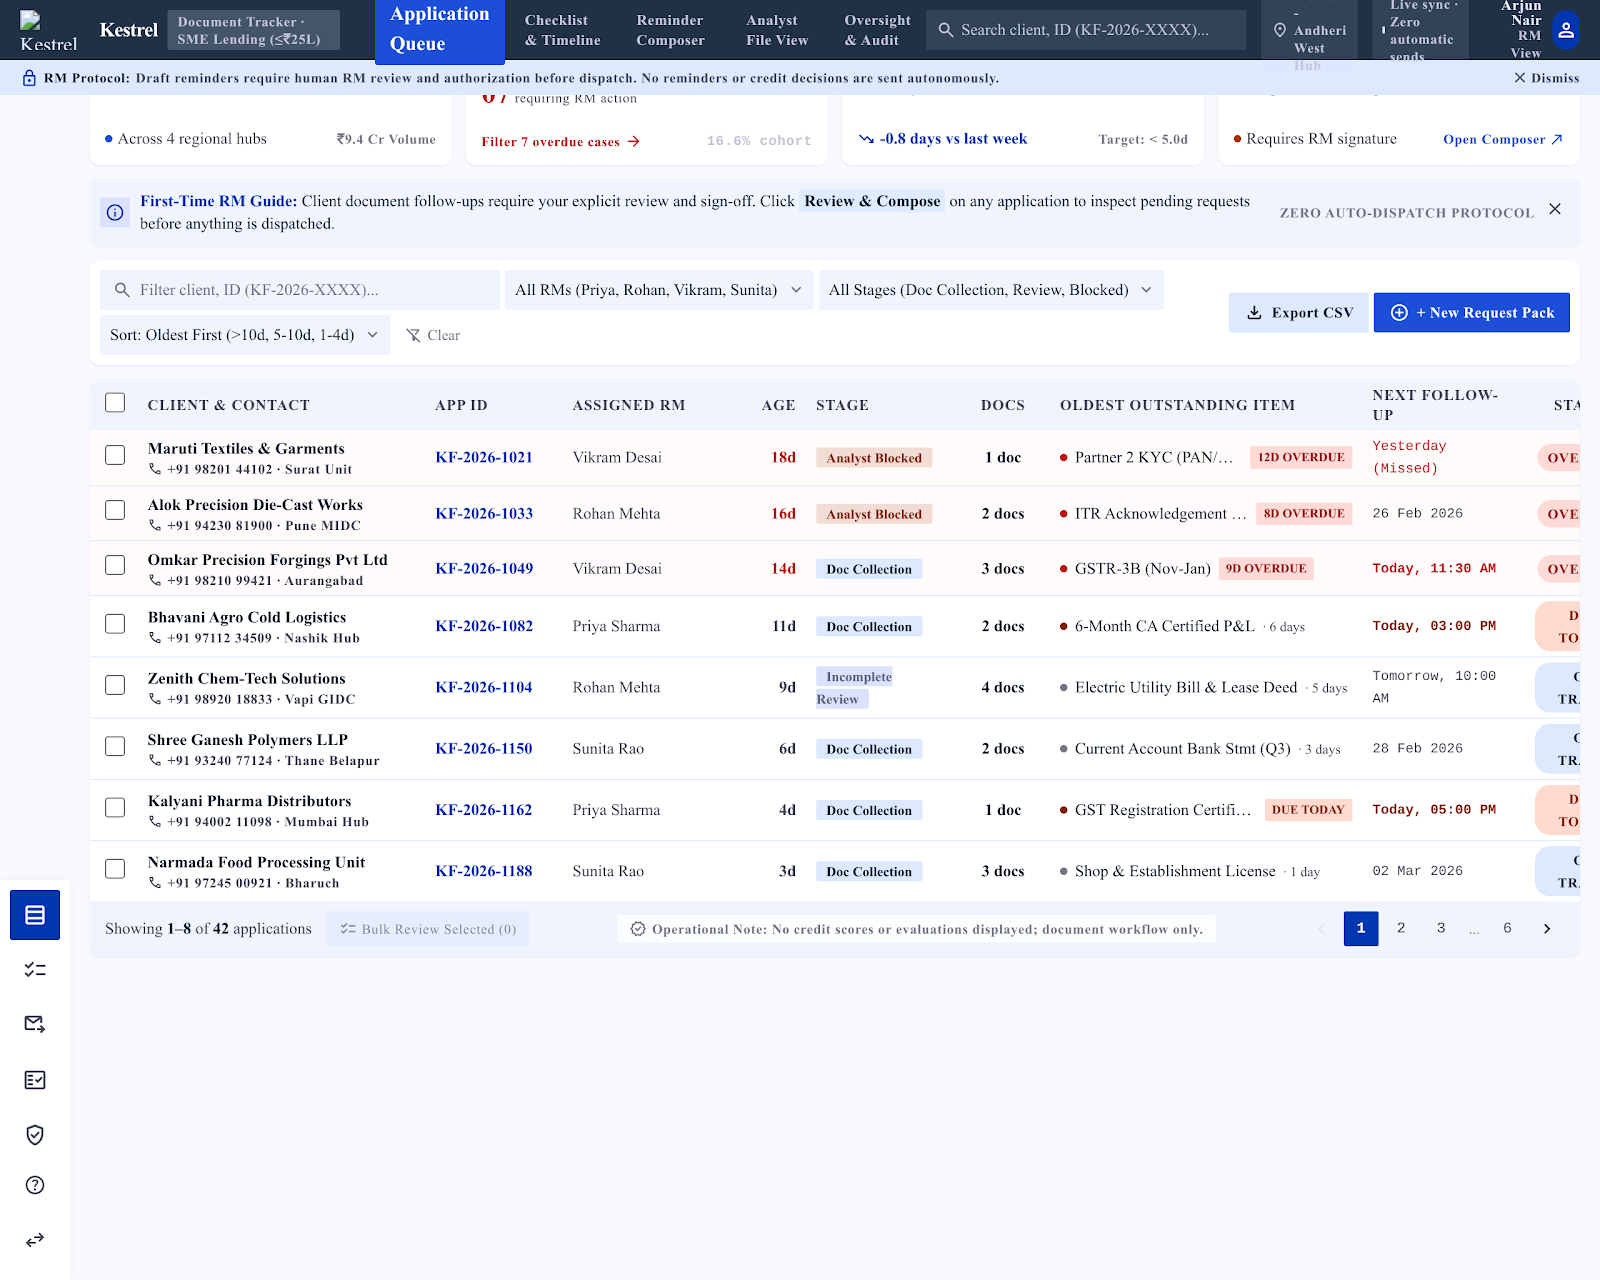 Kestrel
Kestrel
Document Tracker ·
SME Lending (≤₹25L)
Application
Queue
Checklist
& Timeline
Reminder
Composer
Analyst
File View
Oversight
& Audit
Search client, ID (KF-2026-XXXX)...
-
Andheri
West
Hub
Live sync ·
Zero
automatic
sends
Arjun
Nair
RM
View
RM Protocol: Draft reminders require human RM review and authorization before dispatch. No reminders or credit decisions are sent autonomously.
Dismiss
Across 4 regional hubs
₹9.4 Cr Volume
requiring RM action
Filter 7 overdue cases
16.6% cohort
-0.8 days vs last week
Target: < 5.0d
Requires RM signature
Open Composer
First-Time RM Guide: Client document follow-ups require your explicit review and sign-off. Click Review & Compose on any application to inspect pending requests
before anything is dispatched.
ZERO AUTO-DISPATCH PROTOCOL
Filter client, ID (KF-2026-XXXX)...
All RMs (Priya, Rohan, Vikram, Sunita)
All Stages (Doc Collection, Review, Blocked)
Sort: Oldest First (>10d, 5-10d, 1-4d)
Clear
Export CSV
+ New Request Pack
CLIENT & CONTACT APP ID ASSIGNED RM AGE STAGE DOCS OLDEST OUTSTANDING ITEM NEXT FOLLOW-
UP
Maruti Textiles & Garments
+91 98201 44102 · Surat Unit
KF-2026-1021 Vikram Desai 18d Analyst Blocked 1 doc Partner 2 KYC (PAN/… 12D OVERDUE
Yesterday
(Missed)
OVE
Alok Precision Die-Cast Works
+91 94230 81900 · Pune MIDC
KF-2026-1033 Rohan Mehta 16d Analyst Blocked 2 docs ITR Acknowledgement … 8D OVERDUE 26 Feb 2026 OVE
Omkar Precision Forgings Pvt Ltd
+91 98210 99421 · Aurangabad
KF-2026-1049 Vikram Desai 14d Doc Collection 3 docs GSTR-3B (Nov-Jan) 9D OVERDUE Today, 11:30 AM OVE
Bhavani Agro Cold Logistics
+91 97112 34509 · Nashik Hub
KF-2026-1082 Priya Sharma 11d Doc Collection 2 docs 6-Month CA Certified P&L · 6 days Today, 03:00 PM
D
TO
Zenith Chem-Tech Solutions
+91 98920 18833 · Vapi GIDC
KF-2026-1104 Rohan Mehta 9d
Incomplete
Review
4 docs Electric Utility Bill & Lease Deed · 5 days
Tomorrow, 10:00
AM
TR
Shree Ganesh Polymers LLP
+91 93240 77124 · Thane Belapur
KF-2026-1150 Sunita Rao 6d Doc Collection 2 docs Current Account Bank Stmt (Q3) · 3 days 28 Feb 2026
TR
Kalyani Pharma Distributors
+91 94002 11098 · Mumbai Hub
KF-2026-1162 Priya Sharma 4d Doc Collection 1 doc GST Registration Certifi… DUE TODAY Today, 05:00 PM
D
TO
Narmada Food Processing Unit
+91 97245 00921 · Bharuch
KF-2026-1188 Sunita Rao 3d Doc Collection 3 docs Shop & Establishment License · 1 day 02 Mar 2026
TR
Showing 1–8 of 42 applications
Bulk Review Selected (0)
Operational Note: No credit scores or evaluations displayed; document workflow only.
1 2 3 ... 6